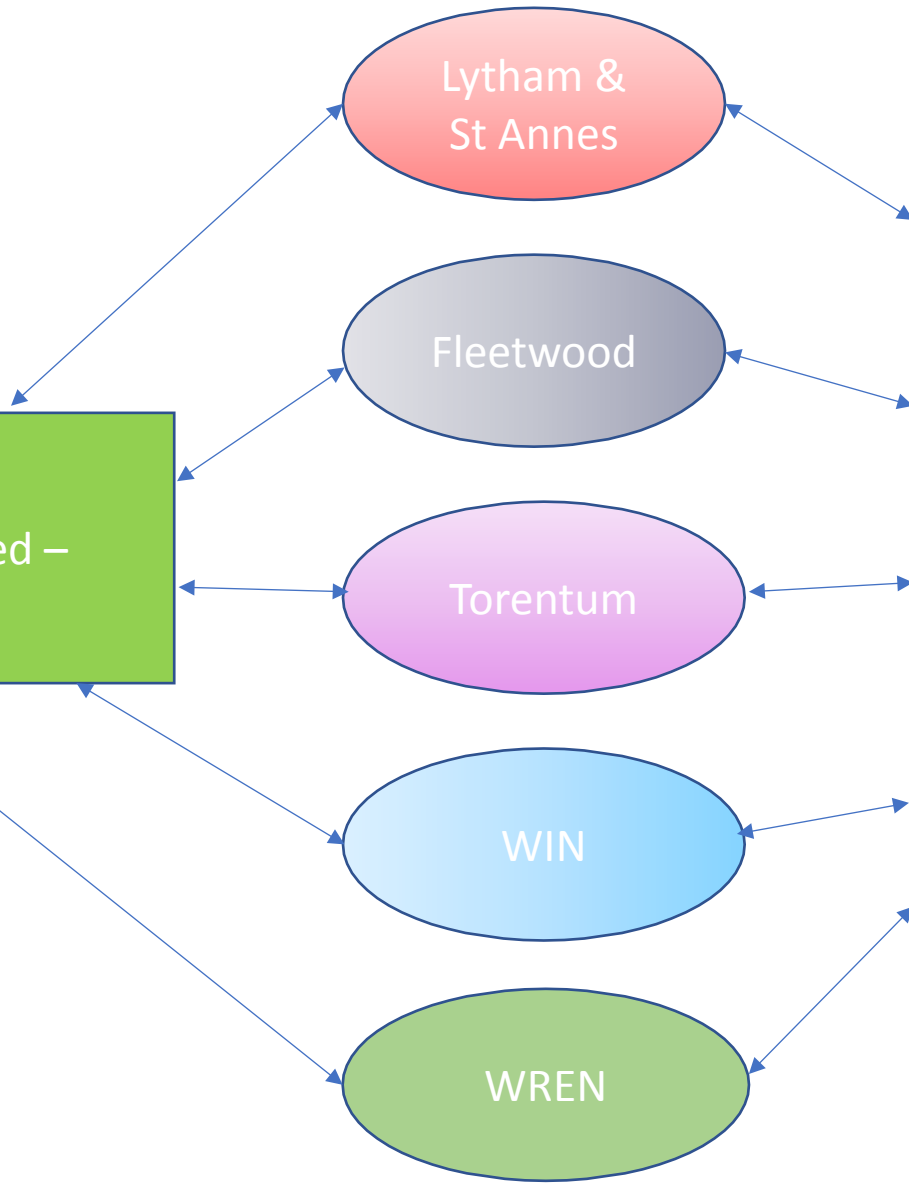 Lytham &
St Annes
Fleetwood
ed –
Torentum
WIN
WREN